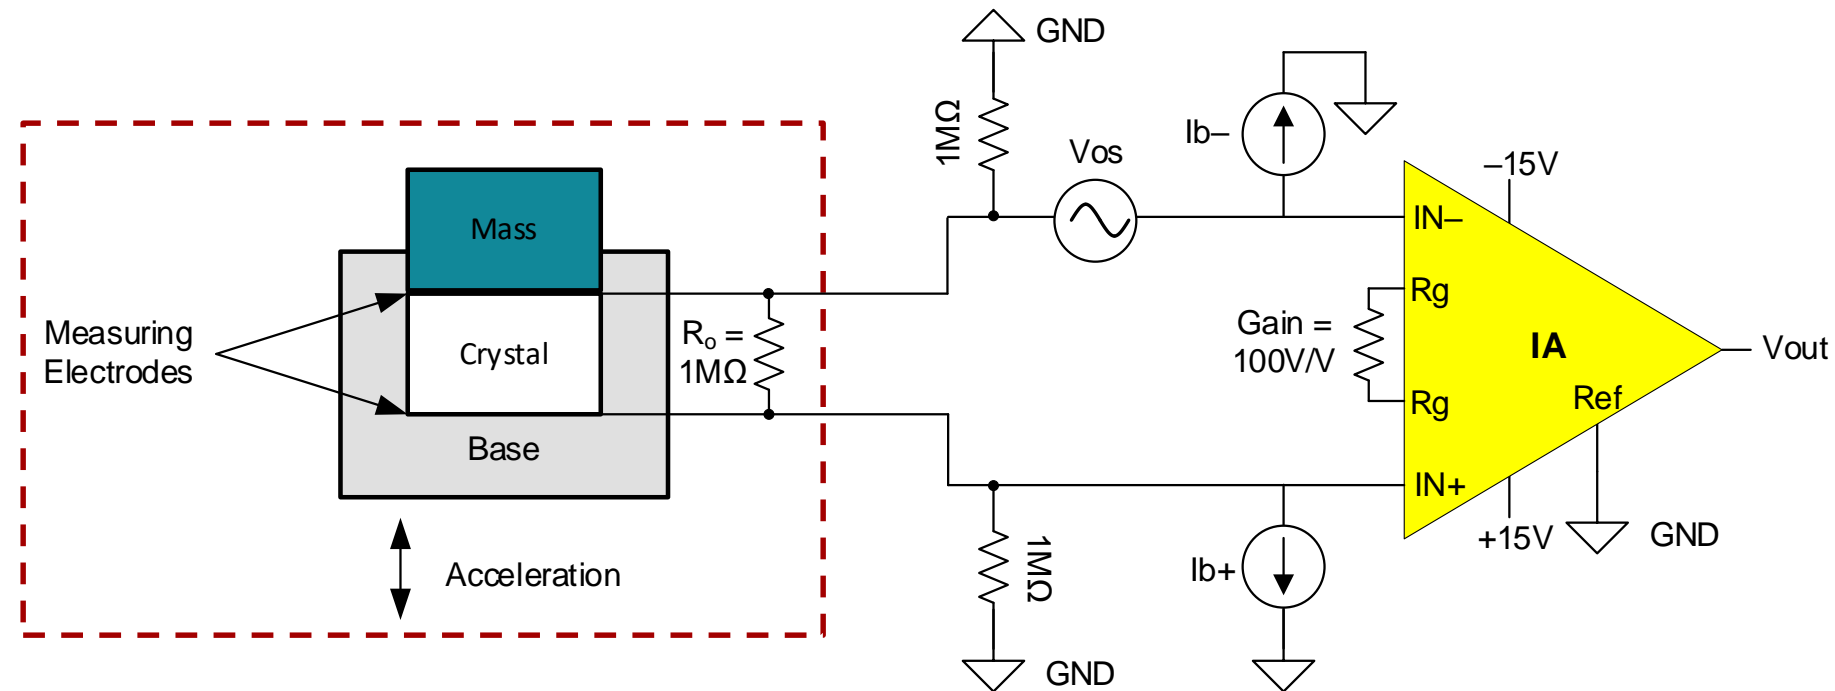 GND
1MΩ
Ib–
Vos
–15V
Mass
IN–
Measuring
Electrodes
Crystal
Rₒ =
1MΩ
Rg
Gain =
100V/V
IA
Vout
Rg
Ref
Base
IN+
Acceleration
1MΩ
Ib+
+15V
GND
GND